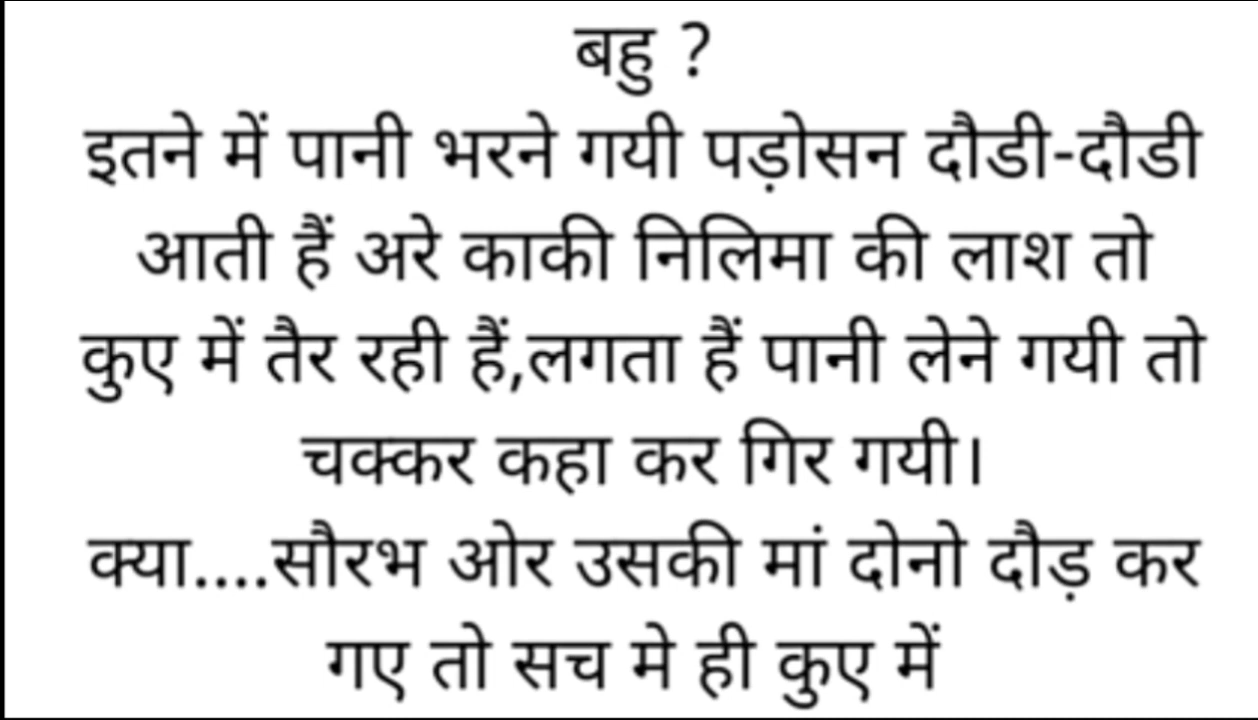 बहु ?
इतने में पानी भरने गयी पड़ोसन दौडी-दौडी
आती हैं अरे काकी निलिमा की लाश तो
कुए में तैर रही हैं,लगता हैं पानी लेने गयी तो
चक्कर कहा कर गिर गयी।
क्या....सौरभ ओर उसकी मां दोनो दौड़ कर
गए तो सच मे ही कुए में